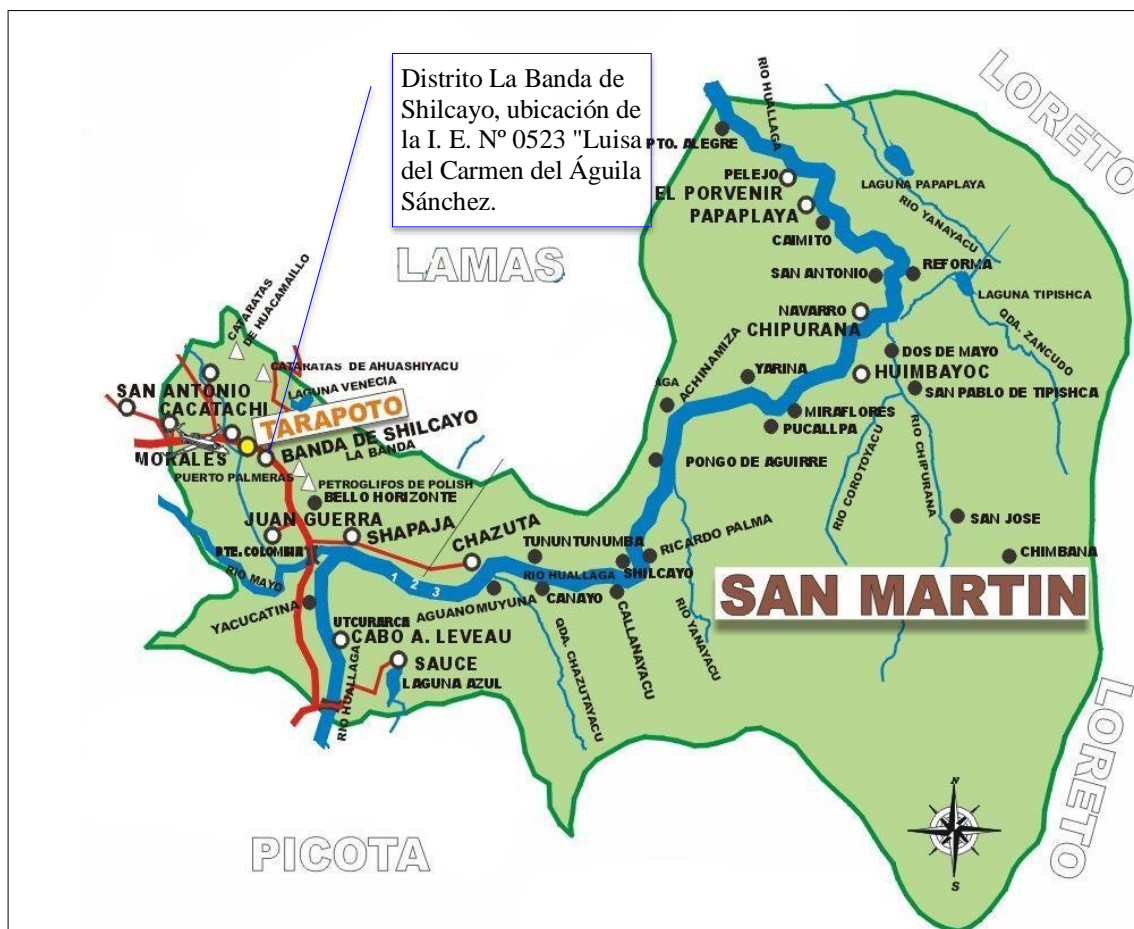 Distrito La Banda de
Shilcayo, ubicación de
la I. E. Nº 0523 "Luisa
del Carmen del Águila
Sánchez.
LORETO
RIO HUALLAGA
PTO. ALEGRE
PELEJO
EL PORVENIR
PAPAPLAYA
LAGUNA PAPAPLAYA
RIO YANAYACU
CAIMITO
LAMAS
SAN ANTONIO
REFORMA
LAGUNA TIPISHCA
NAVARRO
CHIPURANA
QDA. ZANCUDO
CATARATAS
DE HUACAMAILLO
CATARATAS DE AHUASHIYACU
LAGUNA VENECIA
ACHINAMIZA
AGA
DOS DE MAYO
YARINA
HUIMBAYOC
SAN PABLO DE TIPISHCA
SAN ANTONIO
CACATACHI
TARAPOTO
MIRAFLORES
PUCALLPA
MORALES
BANDA DE SHILCAYO
LA BANDA
PUERTO PALMERAS
PETROGLIFOS DE POLISH
BELLO HORIZONTE
PONGO DE AGUIRRE
RIO COROTOYACU
RIO CHIPURANA
JUAN GUERRA
SHAPAJA
CHAZUTA
SAN JOSE
PTE. COLOMBIA
TUNUNTUNUMBA
RICARDO PALMA
CHIMBANA
RIO MAYO
1 2 3
RIO HUALLAGA
SHILCAYO
SAN MARTIN
YACUCATINA
AGUANOMUYUNA
CANAYO
CALLANAYACU
RIO YANAYACU
UTCURARCA
CABO A. LEVEAU
QDA. CHAZUTAYACU
SAUCE
LAGUNA AZUL
RIO HUALLAGA
LORETO
PICOTA
N
S